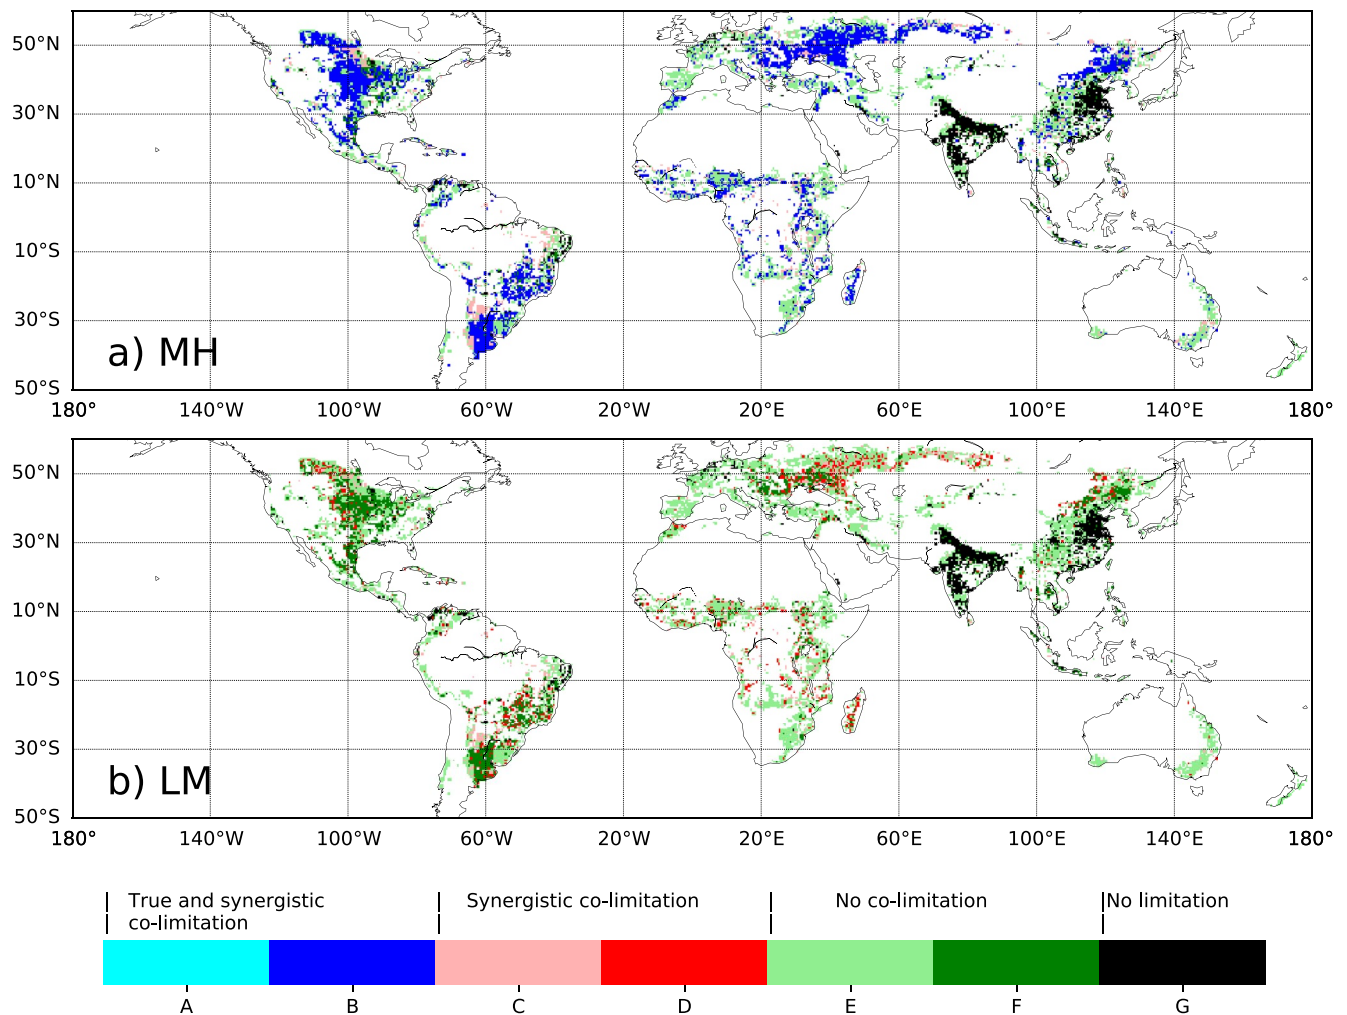 50°N
30°N
10°N
10°S
30°S
50°S
a) MH
180° 140°W 100°W 60°W 20°W 20°E 60°E 100°E 140°E 180°
50°N
30°N
10°N
10°S
30°S
50°S
b) LM
180° 140°W 100°W 60°W 20°W 20°E 60°E 100°E 140°E 180°
True and synergistic Synergistic co-limitation No co-limitation No limitation
co-limitation
A B C D E F G